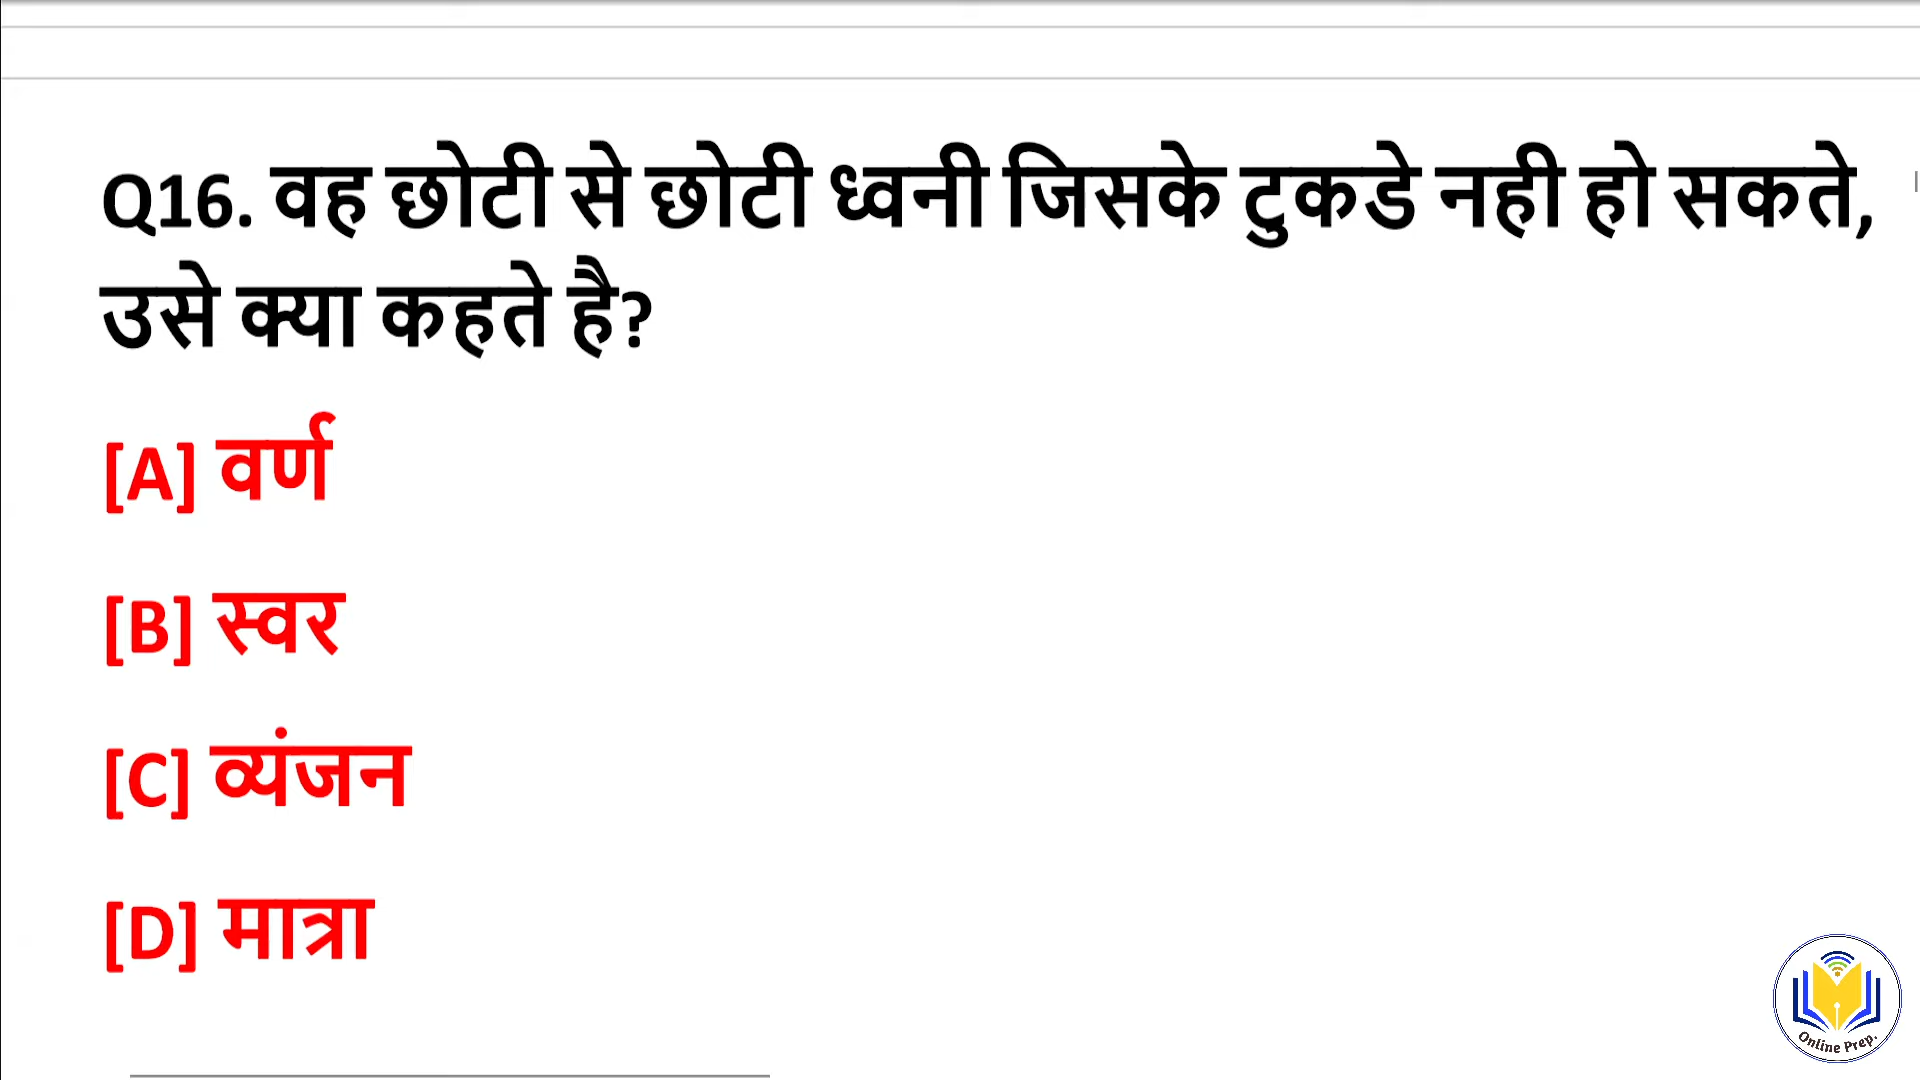 Q16. वह छोटी से छोटी ध्वनी जिसके टुकडे नही हो सकते,
उसे क्या कहते है?
[A] वर्ण
[B] स्वर
[C] व्यंजन
[D] मात्रा
Online Prep.